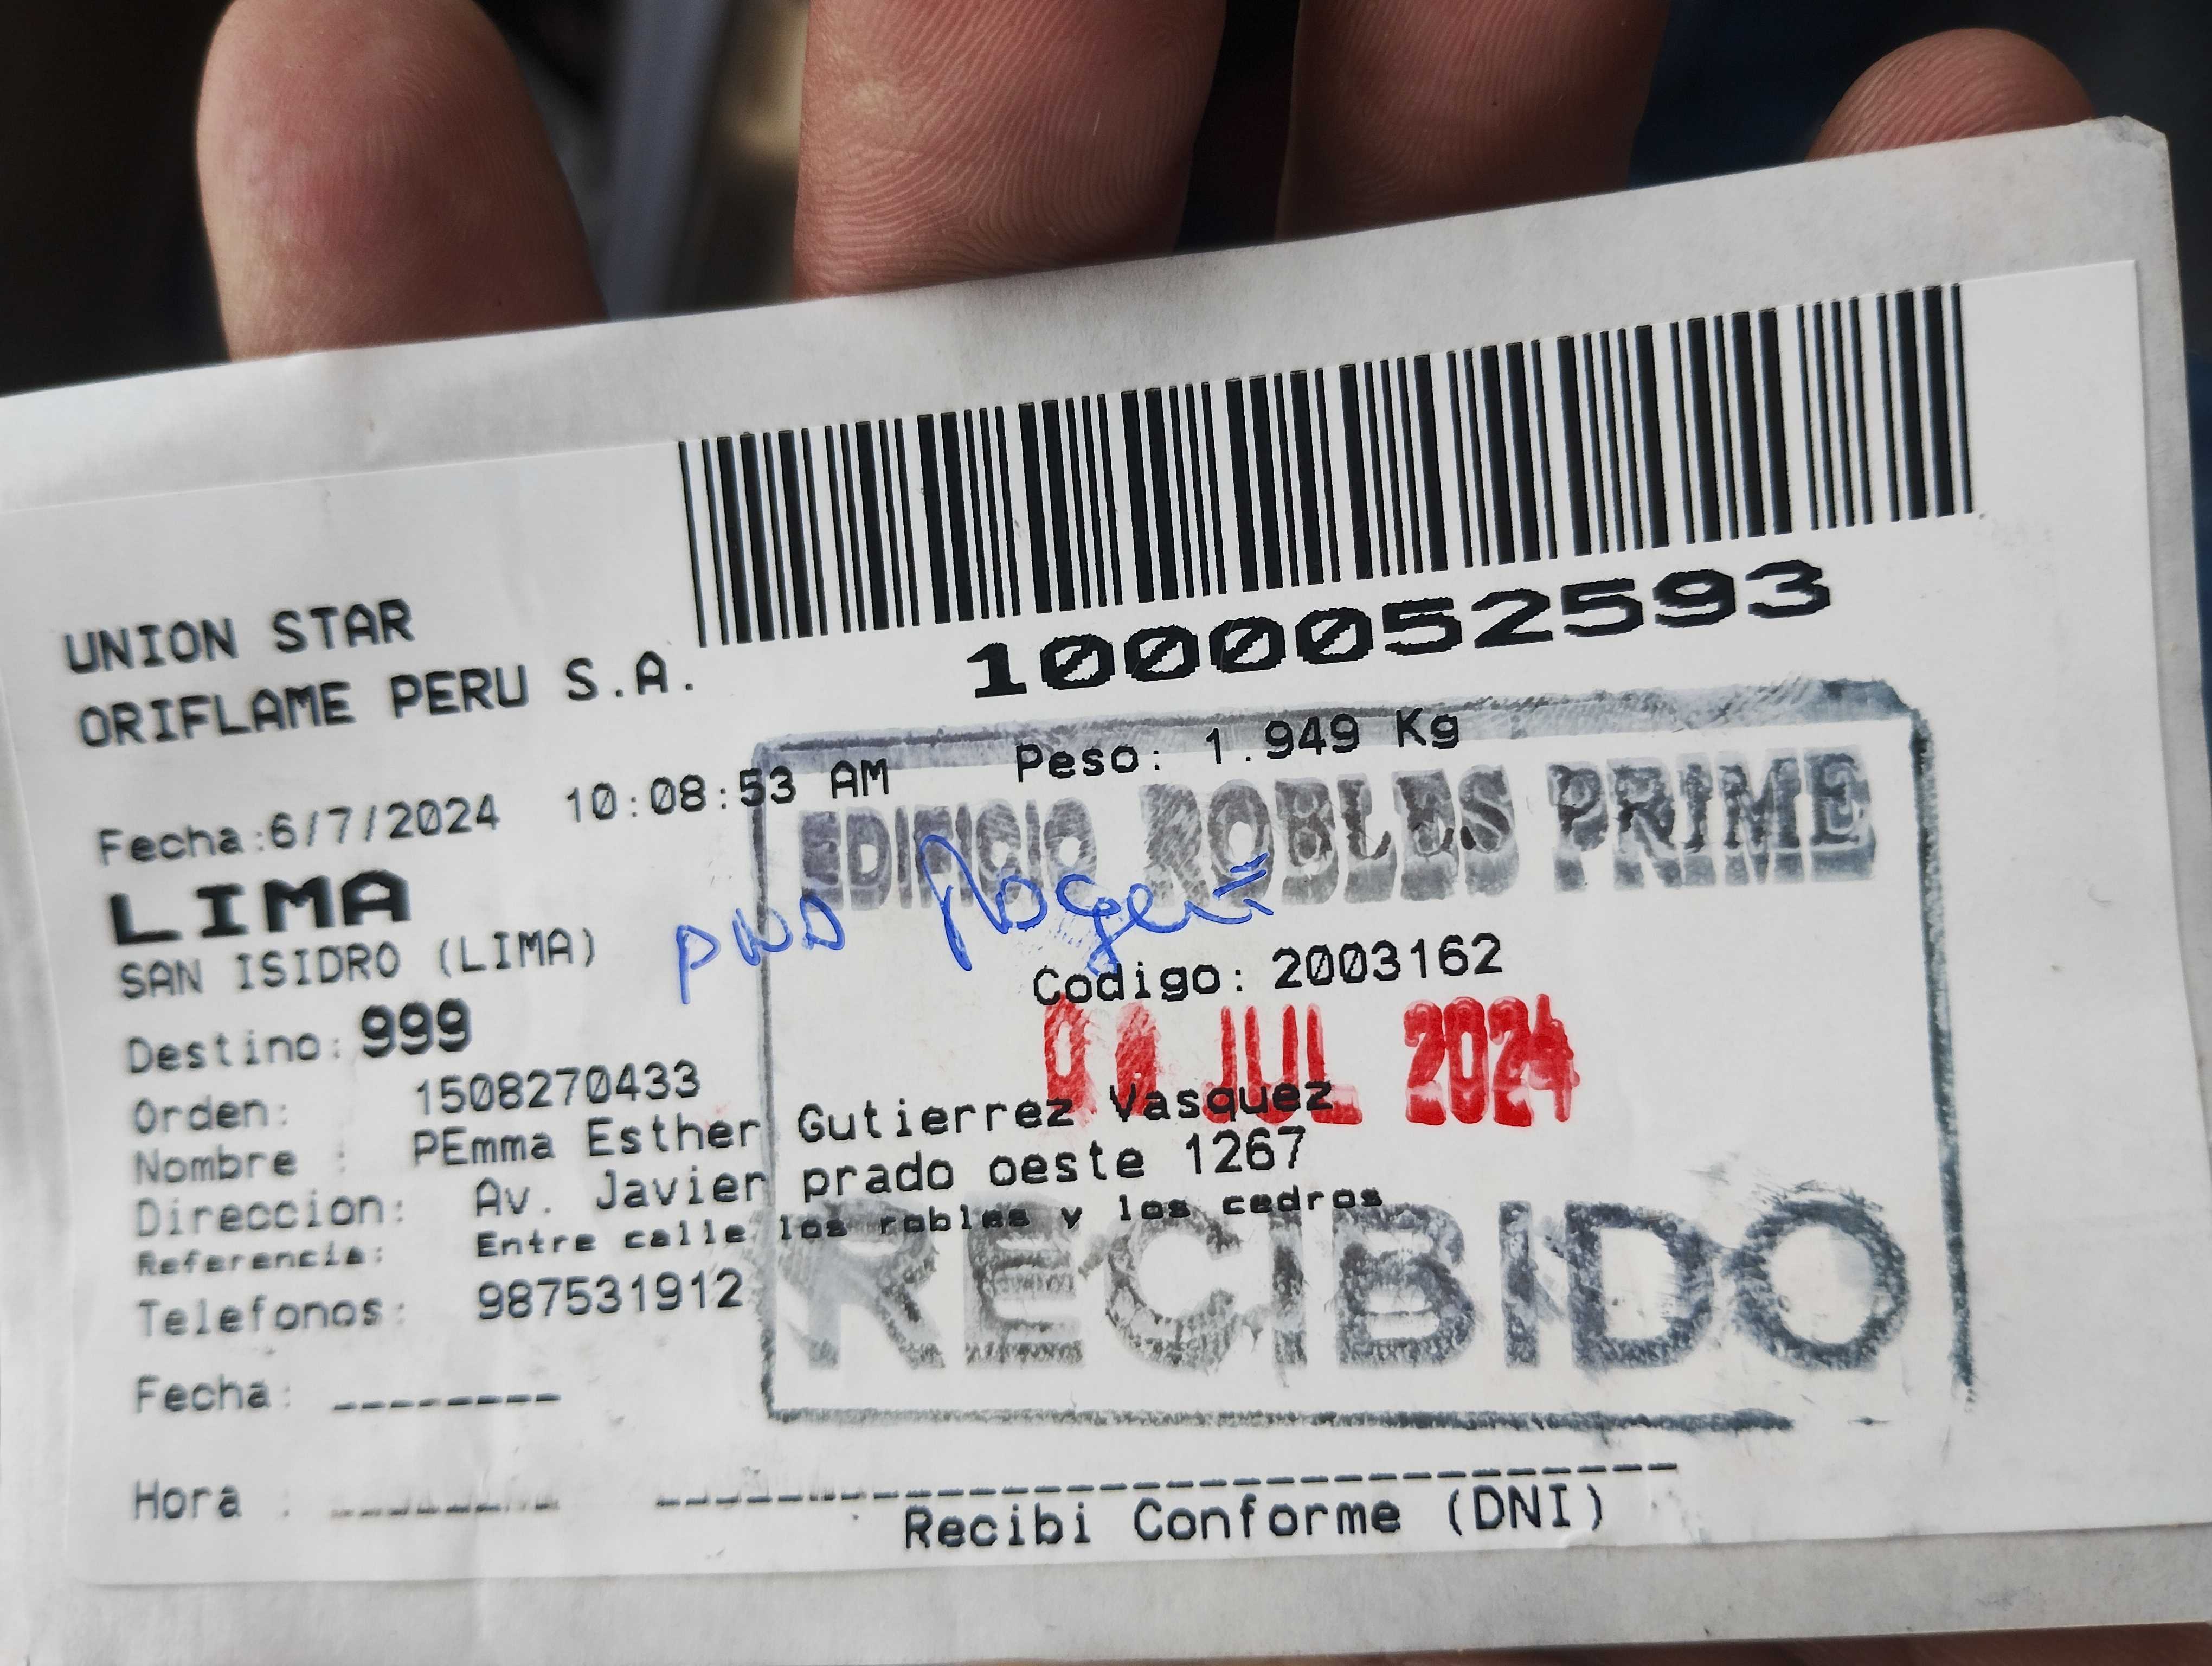 1000052593
UNION STAR
ORIFLAME PERU S.A.
Peso: 1.949 Kg
Fecha:6/7/2024 10:08:53 AM
EDIFICIO ROBLES PRIME
LIMA
SAN ISIDRO (LIMA)
Codigo: 2003162
Destino: 999
JUL 2024
Orden: 1508270433
Nombre : PEmma Esther Gutierrez Vasquez
Direccion: Av. Javier prado oeste 1267
Referencia: Entre calle los robles y los cedros
RECIBIDO
Telefonos: 987531912
Fecha: --------
Hora :
Recibi Conforme (DNI)